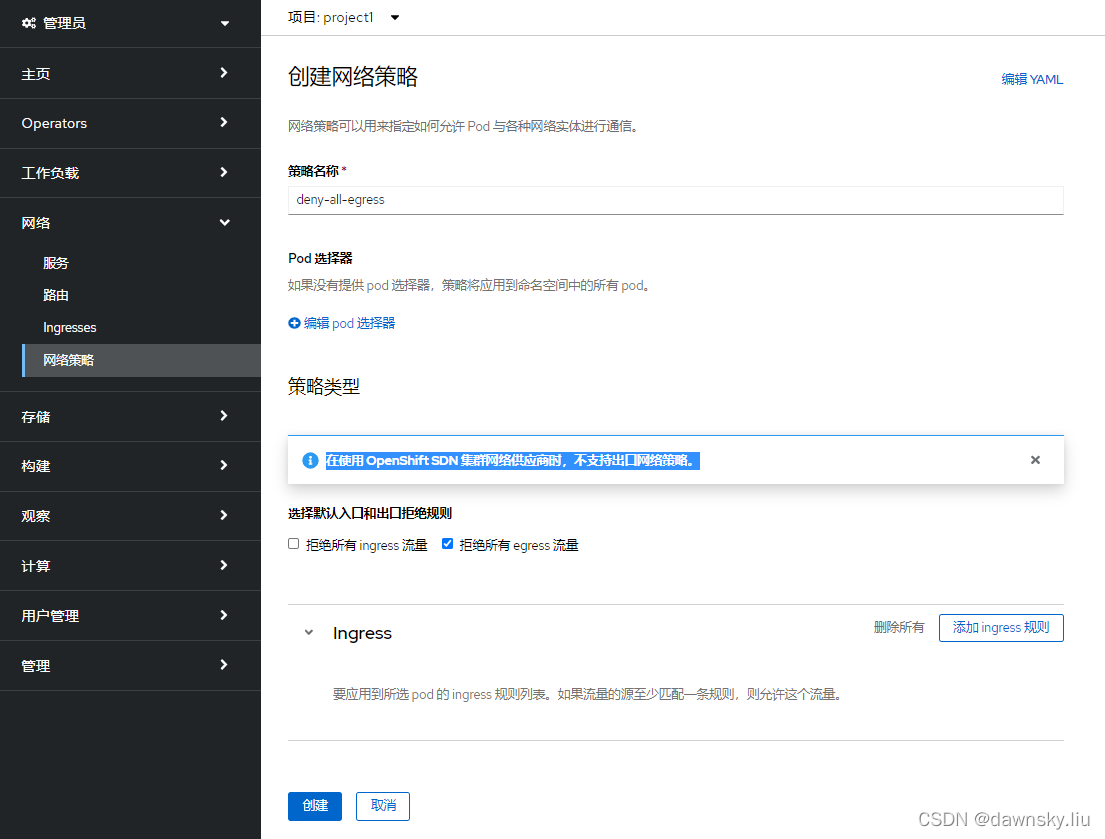 管理员
主页
Operators
工作负载
网络
服务
路由
Ingresses
网络策略
存储
构建
观察
计算
用户管理
管理
项目: project1
创建网络策略
编辑 YAML
网络策略可以用来指定如何允许 Pod 与各种网络实体进行通信。
策略名称 *
deny-all-egress
Pod 选择器
如果没有提供 pod 选择器，策略将应用到命名空间中的所有 pod。
编辑 pod 选择器
策略类型
在使用 OpenShift SDN 集群网络供应商时，不支持出口网络策略。
选择默认入口和出口拒绝规则
拒绝所有 ingress 流量 拒绝所有 egress 流量
Ingress
删除所有 添加 ingress 规则
要应用到所选 pod 的 ingress 规则列表。如果流量的源至少匹配一条规则，则允许这个流量。
创建 取消
CSDN @dawnsky.liu